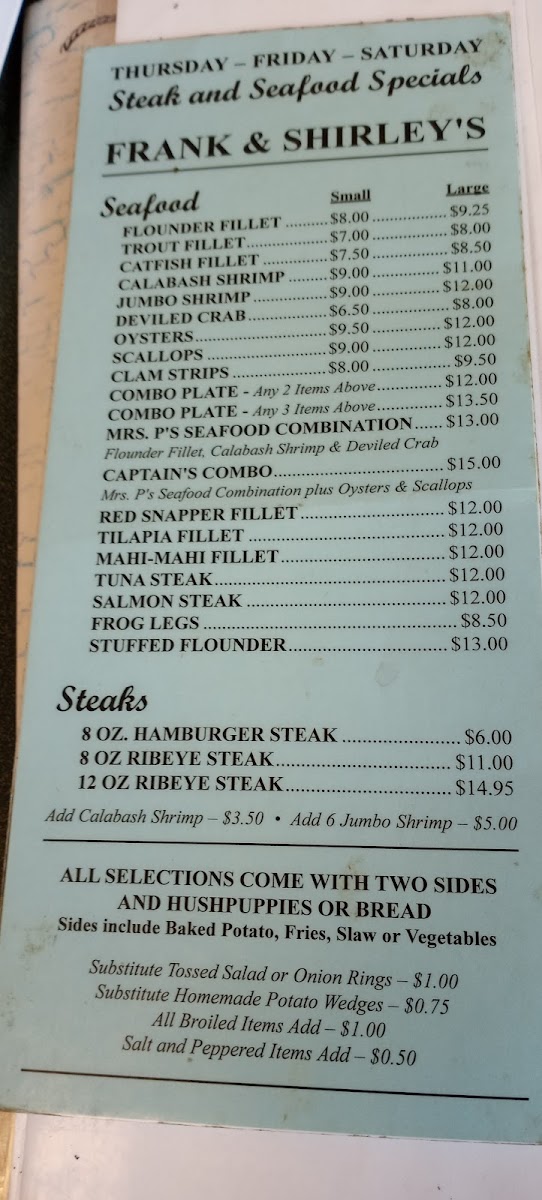 THURSDAY – FRIDAY – SATURDAY
Steak and Seafood Specials
FRANK & SHIRLEY'S
Seafood Small Large
FLOUNDER FILLET .......... $8.00 .................. $9.25
TROUT FILLET................... $7.00 .................. $8.00
CATFISH FILLET ............... $7.50 .................. $8.50
CALABASH SHRIMP ......... $9.00 .................. $11.00
JUMBO SHRIMP ................. $9.00 .................. $12.00
DEVILED CRAB.................. $6.50 .................. $8.00
OYSTERS............................. $9.50 .................. $12.00
SCALLOPS ........................... $9.00 .................. $12.00
CLAM STRIPS ..................... $8.00 .................. $9.50
COMBO PLATE - Any 2 Items Above................ $12.00
COMBO PLATE - Any 3 Items Above................ $13.50
MRS. P'S SEAFOOD COMBINATION...... $13.00
Flounder Fillet, Calabash Shrimp & Deviled Crab
CAPTAIN'S COMBO..................................... $15.00
Mrs. P's Seafood Combination plus Oysters & Scallops
RED SNAPPER FILLET............................... $12.00
TILAPIA FILLET .......................................... $12.00
MAHI-MAHI FILLET................................... $12.00
TUNA STEAK................................................ $12.00
SALMON STEAK .......................................... $12.00
FROG LEGS .................................................... $8.50
STUFFED FLOUNDER................................. $13.00
Steaks
8 OZ. HAMBURGER STEAK ....................... $6.00
8 OZ RIBEYE STEAK.................................. $11.00
12 OZ RIBEYE STEAK................................ $14.95
Add Calabash Shrimp – $3.50 • Add 6 Jumbo Shrimp – $5.00
ALL SELECTIONS COME WITH TWO SIDES
AND HUSHPUPPIES OR BREAD
Sides include Baked Potato, Fries, Slaw or Vegetables
Substitute Tossed Salad or Onion Rings – $1.00
Substitute Homemade Potato Wedges – $0.75
All Broiled Items Add – $1.00
Salt and Peppered Items Add – $0.50